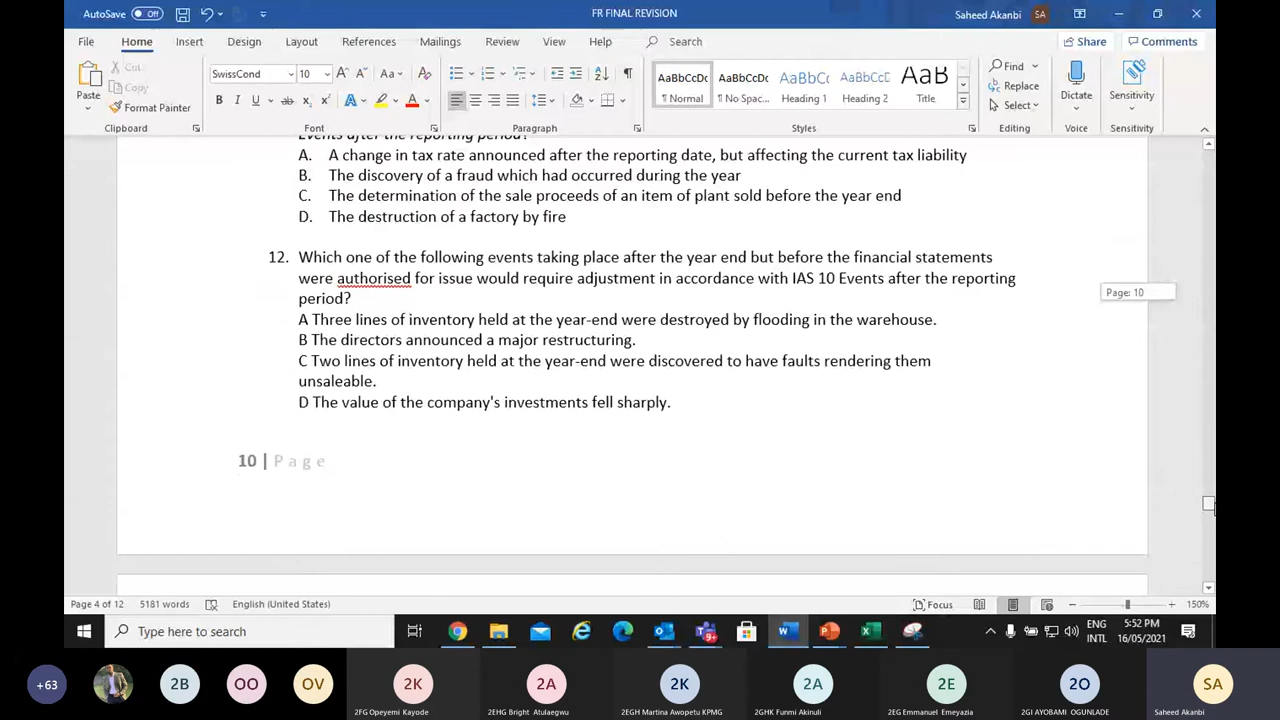 AutoSave Off
FR FINAL REVISION
Saheed Akanbi SA
File Home Insert Design Layout References Mailings Review View Help Search Share Comments
Paste Cut Copy Format Painter
SwissCond 10
AaBbCcDc AaBbCcDc AaBbCc AaBbCcD AaB
¶ Normal ¶ No Spac... Heading 1 Heading 2 Title
Find Replace Select
Dictate Sensitivity
Clipboard Font Paragraph Styles Editing Voice Sensitivity
Events after the reporting period?
A. A change in tax rate announced after the reporting date, but affecting the current tax liability
B. The discovery of a fraud which had occurred during the year
C. The determination of the sale proceeds of an item of plant sold before the year end
D. The destruction of a factory by fire
12. Which one of the following events taking place after the year end but before the financial statements
were authorised for issue would require adjustment in accordance with IAS 10 Events after the reporting
period?
Page: 10
A Three lines of inventory held at the year-end were destroyed by flooding in the warehouse.
B The directors announced a major restructuring.
C Two lines of inventory held at the year-end were discovered to have faults rendering them
unsaleable.
D The value of the company's investments fell sharply.
10 | Page
Page 4 of 12 5181 words English (United States) Focus 150%
Type here to search
ENG INTL 5:52 PM 16/05/2021
+63 2B OO OV 2K 2A 2K 2A 2E 2O SA
2FG Opeyemi Kayode 2EHG Bright Atulaegwu 2EGH Martina Awopetu KPMG 2GHK Funmi Akinuli 2EG Emmanuel Emeyazia 2GI AYOBAMI OGUNLADE Saheed Akanbi